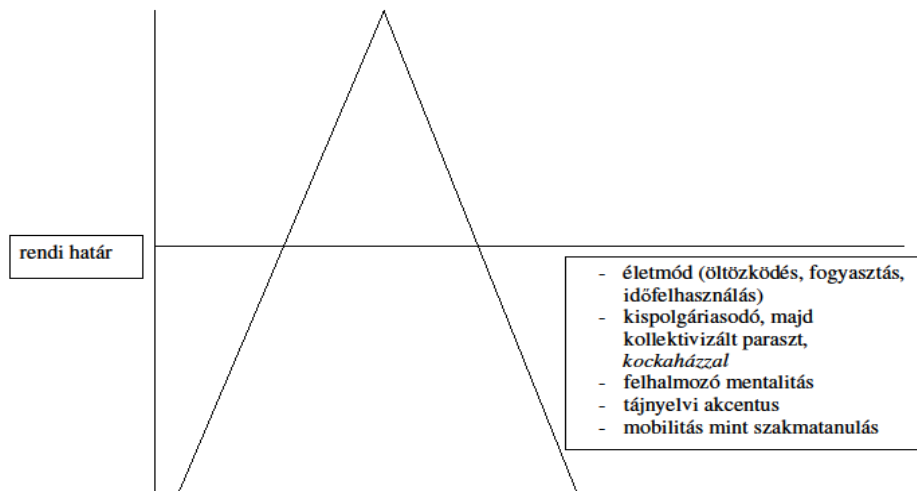 rendi határ
- életmód (öltözködés, fogyasztás,
időfelhasználás)
- kispolgáriasodó, majd
kollektivizált paraszt,
kockaházzal
- felhalmozó mentalitás
- tájnyelvi akcentus
- mobilitás mint szakmatanulás